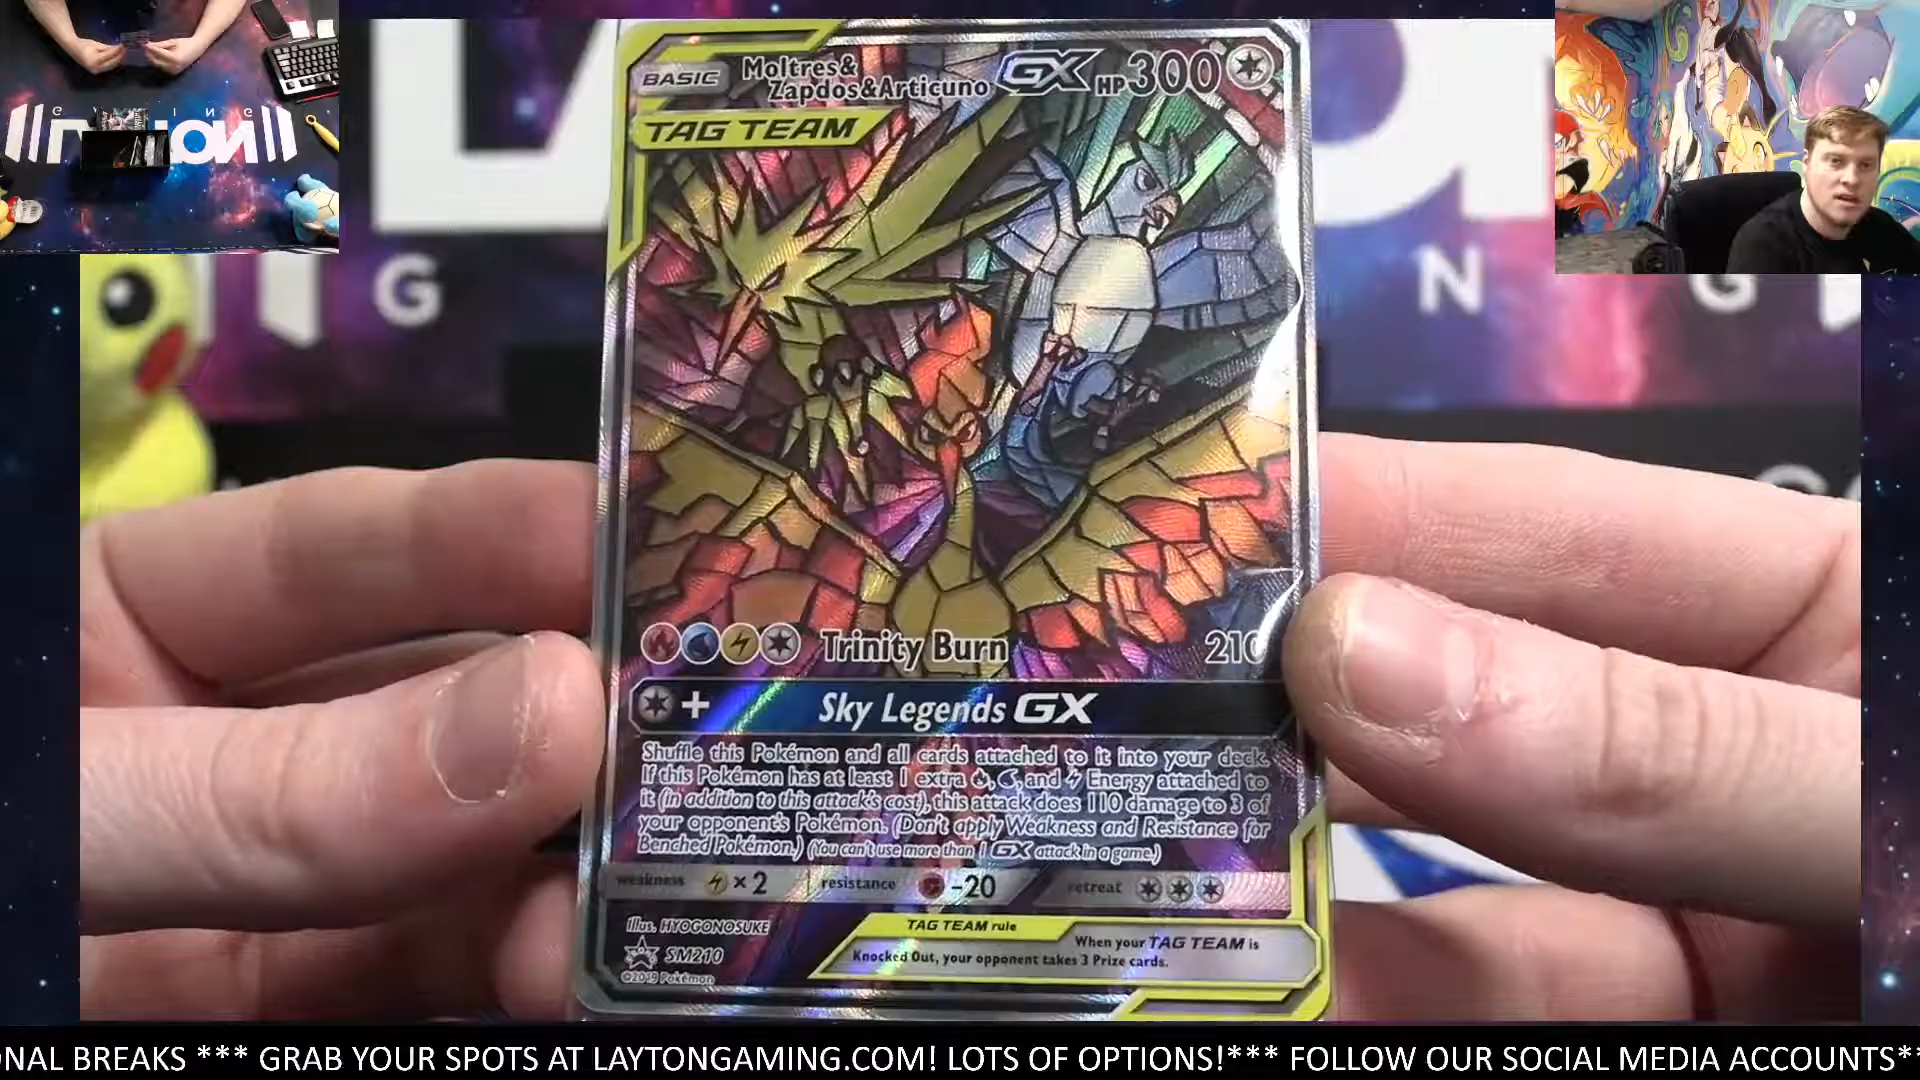 BASIC Moltres&
Zapdos&Articuno GX HP300
TAG TEAM
G
N G
Trinity Burn 210
+ Sky Legends GX
Shuffle this Pokémon and all cards attached to it into your deck.
If this Pokémon has at least 1 extra , , and Energy attached to
it (in addition to this attack's cost), this attack does 110 damage to 3 of
your opponent's Pokémon. (Don't apply Weakness and Resistance for
Benched Pokémon.) (You can't use more than 1 GX attack in a game.)
weakness ×2 resistance -20 retreat
Illus. HYOGONOSUKE
SM210
©2019 Pokémon
TAG TEAM rule
When your TAG TEAM is
Knocked Out, your opponent takes 3 Prize cards.
ONAL BREAKS *** GRAB YOUR SPOTS AT LAYTONGAMING.COM! LOTS OF OPTIONS!*** FOLLOW OUR SOCIAL MEDIA ACCOUNTS**